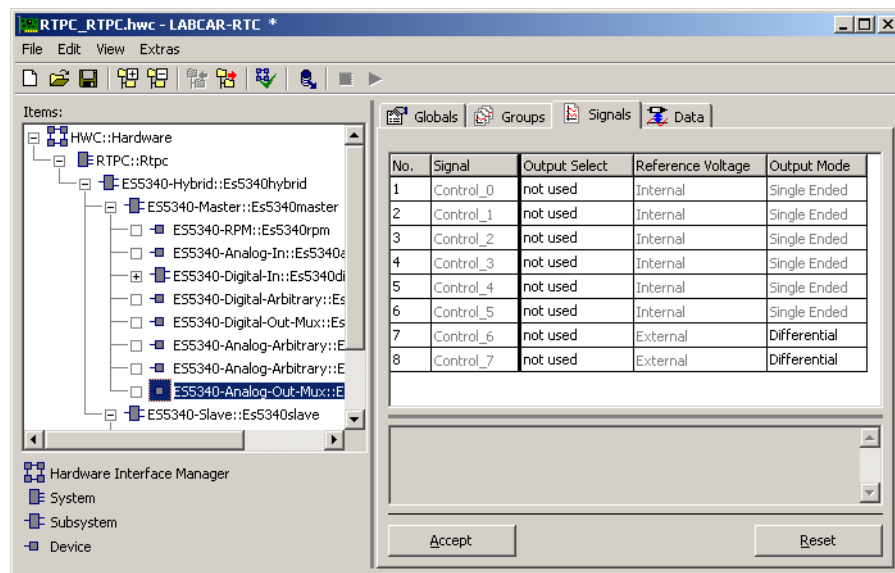 RTPC_RTPC.hwc - LABCAR-RTC *
File Edit View Extras
Items:
HWC::Hardware
RTPC::Rtpc
ES5340-Hybrid::Es5340hybrid
ES5340-Master::Es5340master
ES5340-RPM::Es5340rpm
ES5340-Analog-In::Es5340a
ES5340-Digital-In::Es5340di
ES5340-Digital-Arbitrary::Es
ES5340-Digital-Out-Mux::Es
ES5340-Analog-Arbitrary::E
ES5340-Analog-Arbitrary::E
ES5340-Analog-Out-Mux::E
ES5340-Slave::Es5340slave
Hardware Interface Manager
System
Subsystem
Device
Globals Groups Signals Data
No. Signal Output Select Reference Voltage Output Mode
1 Control_0 not used Internal Single Ended
2 Control_1 not used Internal Single Ended
3 Control_2 not used Internal Single Ended
4 Control_3 not used Internal Single Ended
5 Control_4 not used Internal Single Ended
6 Control_5 not used Internal Single Ended
7 Control_6 not used External Differential
8 Control_7 not used External Differential
Accept Reset